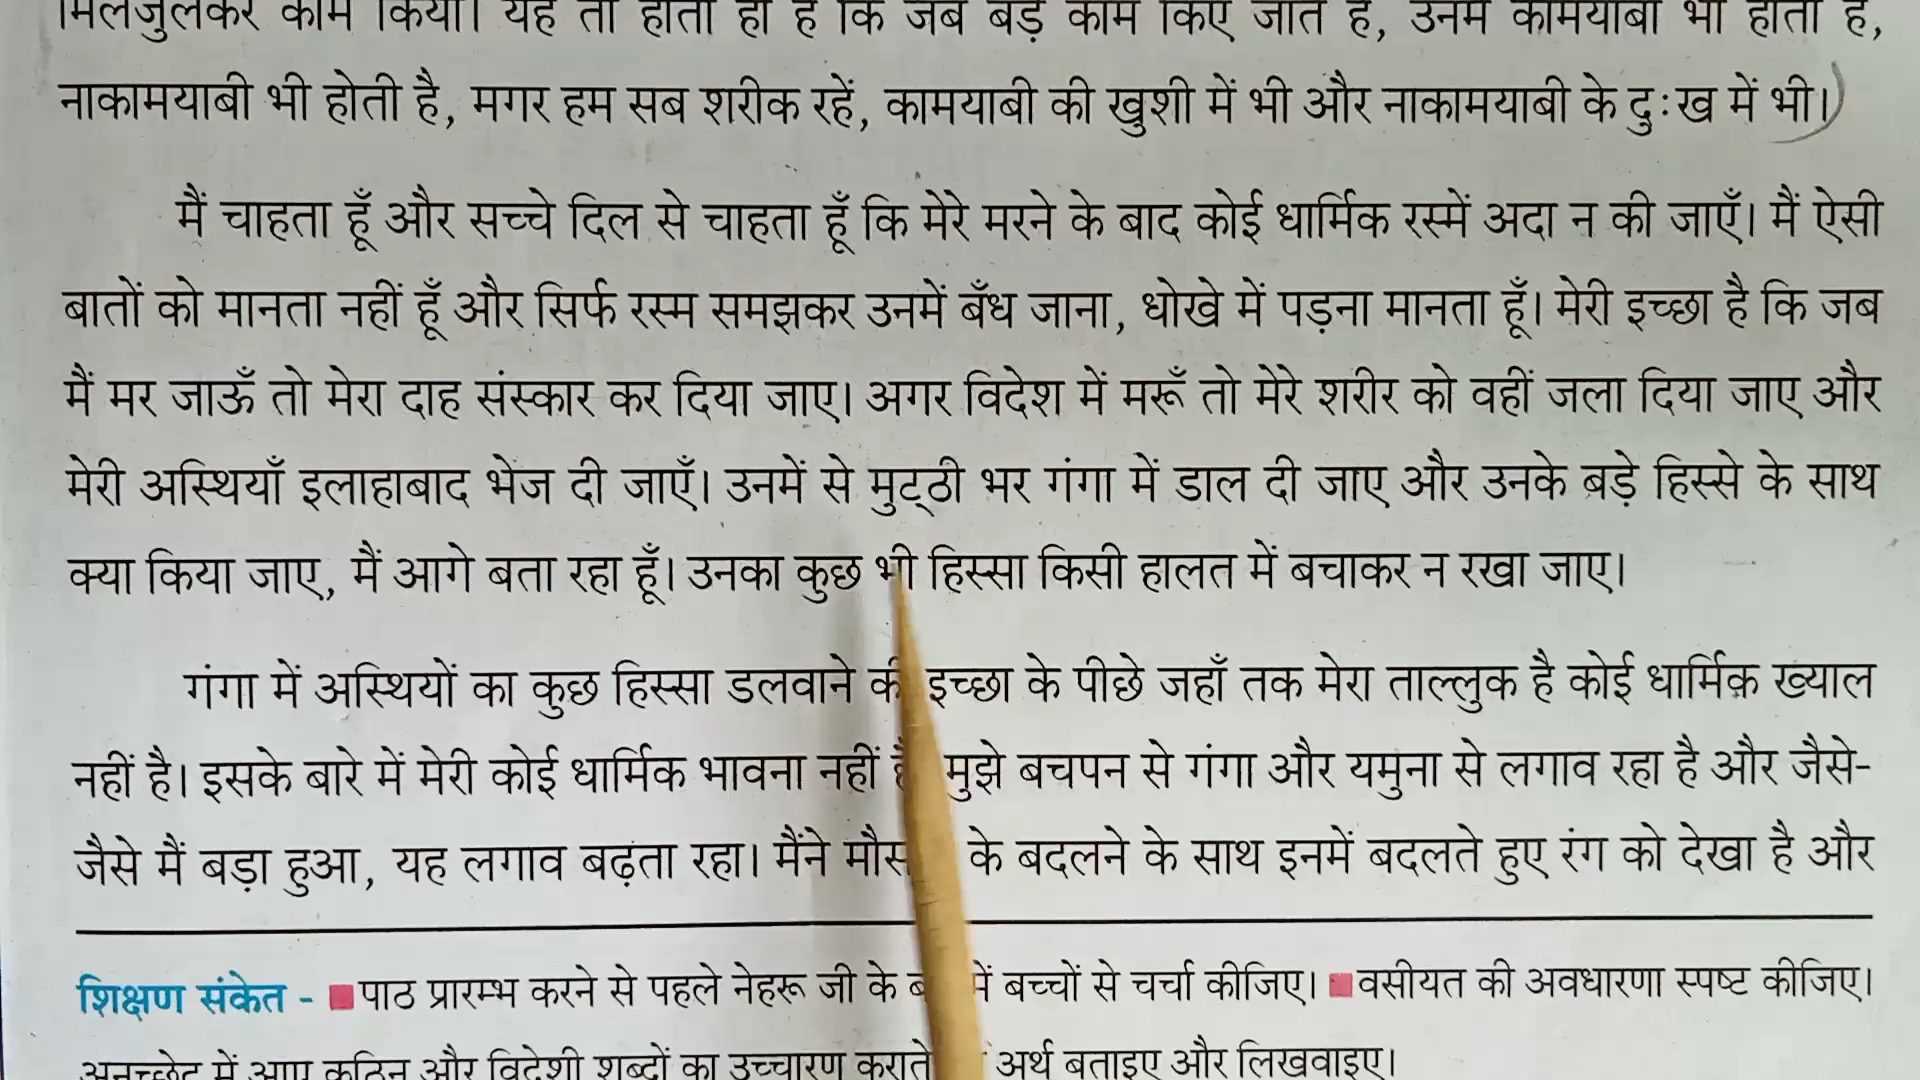 मिलजुलकर काम किया। यह तो होता ही है कि जब बड़े काम किए जाते हैं, उनमें कामयाबी भी होती है,
नाकामयाबी भी होती है, मगर हम सब शरीक रहें, कामयाबी की खुशी में भी और नाकामयाबी के दुःख में भी।)
मैं चाहता हूँ और सच्चे दिल से चाहता हूँ कि मेरे मरने के बाद कोई धार्मिक रस्में अदा न की जाएँ। मैं ऐसी
बातों को मानता नहीं हूँ और सिर्फ रस्म समझकर उनमें बँध जाना, धोखे में पड़ना मानता हूँ। मेरी इच्छा है कि जब
मैं मर जाऊँ तो मेरा दाह संस्कार कर दिया जाए। अगर विदेश में मरूँ तो मेरे शरीर को वहीं जला दिया जाए और
मेरी अस्थियाँ इलाहाबाद भेज दी जाएँ। उनमें से मुट्ठी भर गंगा में डाल दी जाए और उनके बड़े हिस्से के साथ
क्या किया जाए, मैं आगे बता रहा हूँ। उनका कुछ भी हिस्सा किसी हालत में बचाकर न रखा जाए।
गंगा में अस्थियों का कुछ हिस्सा डलवाने की इच्छा के पीछे जहाँ तक मेरा ताल्लुक है कोई धार्मिक़ ख्याल
नहीं है। इसके बारे में मेरी कोई धार्मिक भावना नहीं मुझे बचपन से गंगा और यमुना से लगाव रहा है और जैसे-
जैसे मैं बड़ा हुआ, यह लगाव बढ़ता रहा। मैंने के बदलने के साथ इनमें बदलते हुए रंग को देखा है और
शिक्षण संकेत - ■पाठ प्रारम्भ करने से पहले नेहरू जी के में बच्चों से चर्चा कीजिए। ■वसीयत की अवधारणा स्पष्ट कीजिए।
अनुच्छेद में आए कठिन और विदेशी शब्दों का उच्चारण कराते अर्थ बताइए और लिखवाइए।